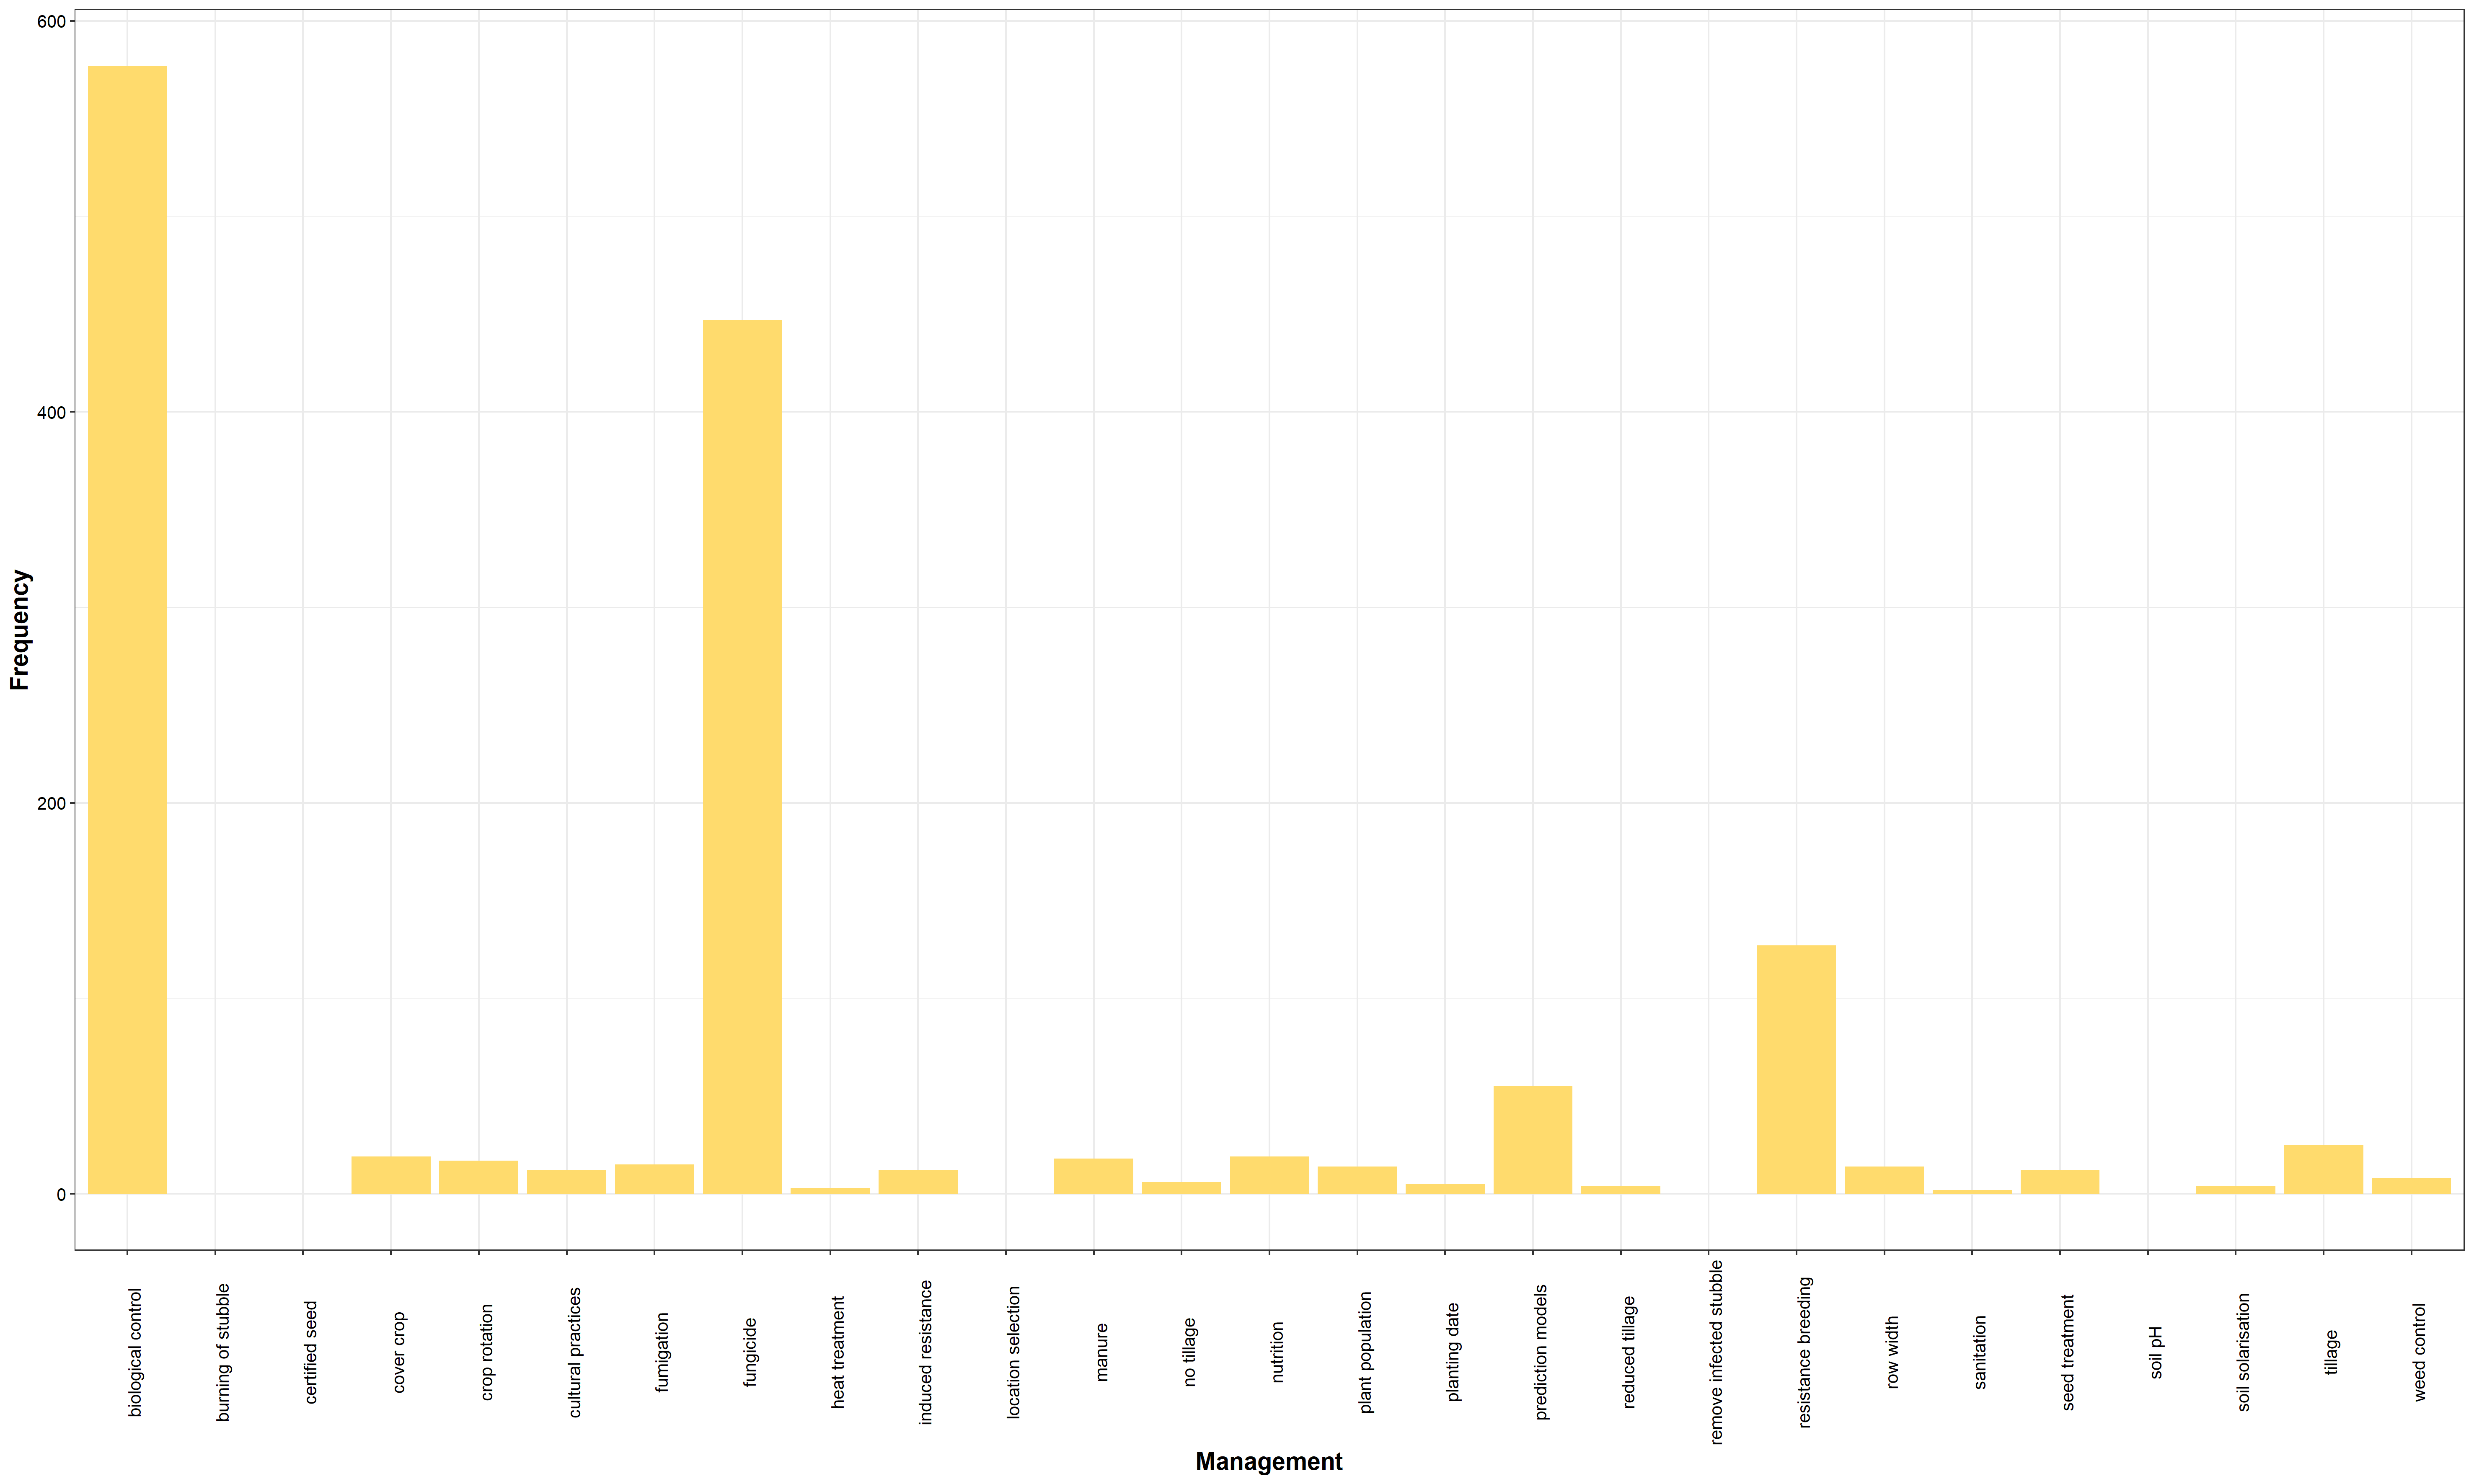 600
400
200
0
Frequency
biological control
burning of stubble
certified seed
cover crop
crop rotation
cultural practices
fumigation
fungicide
heat treatment
induced resistance
location selection
manure
no tillage
nutrition
plant population
planting date
prediction models
reduced tillage
remove infected stubble
resistance breeding
row width
sanitation
seed treatment
soil pH
soil solarisation
tillage
weed control
Management